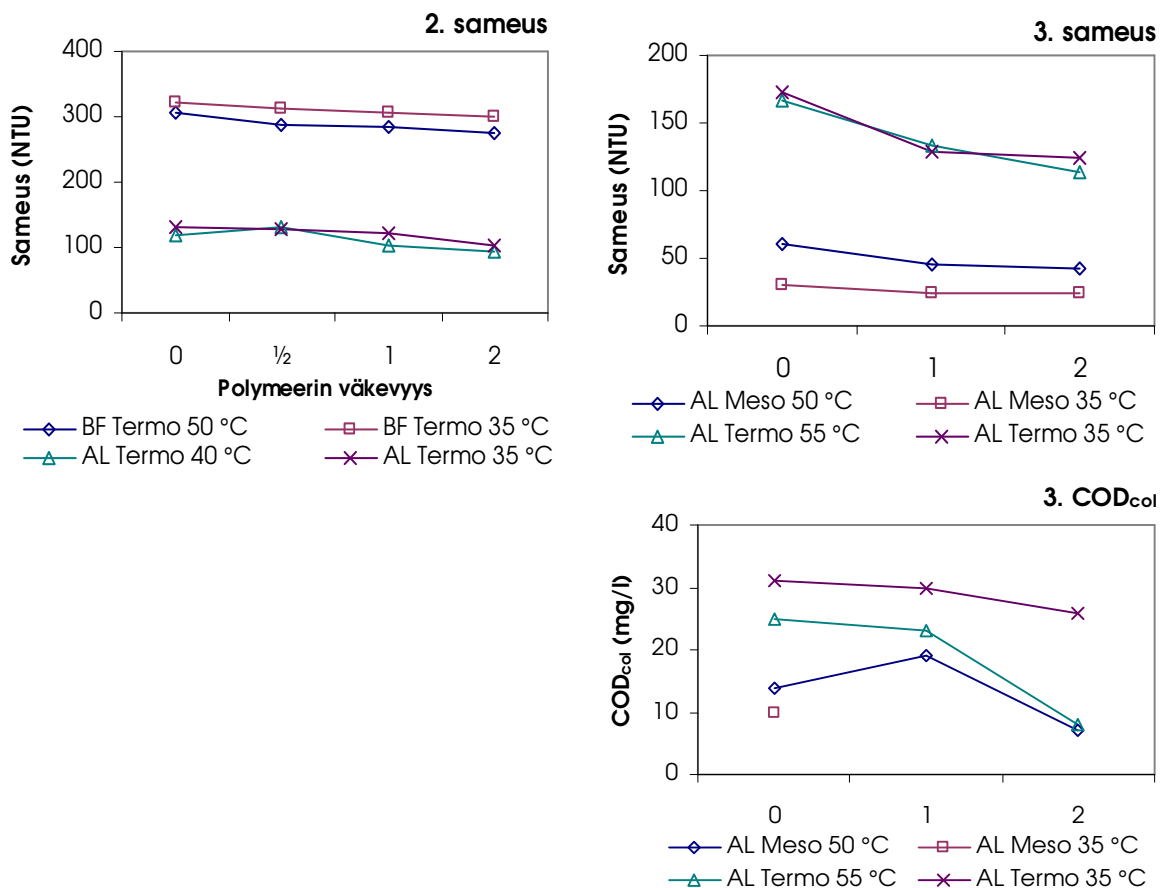 2. sameus
Sameus (NTU)
400
300
200
100
0
0 ½ 1 2
Polymeerin väkevyys
BF Termo 50 °C BF Termo 35 °C
AL Termo 40 °C AL Termo 35 °C
3. sameus
Sameus (NTU)
200
150
100
50
0
0 1 2
AL Meso 50 °C AL Meso 35 °C
AL Termo 55 °C AL Termo 35 °C
3. CODcol
CODcol (mg/l)
40
30
20
10
0
0 1 2
AL Meso 50 °C AL Meso 35 °C
AL Termo 55 °C AL Termo 35 °C